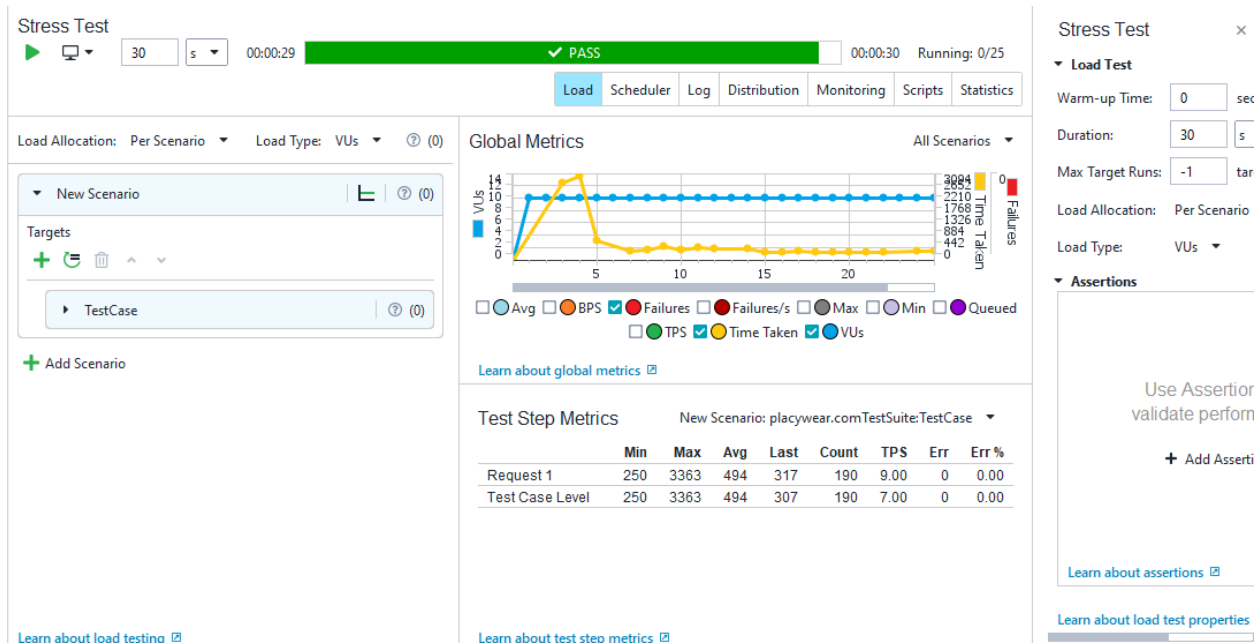 Stress Test
30 s 00:00:29 PASS 00:00:30 Running: 0/25
Load Scheduler Log Distribution Monitoring Scripts Statistics
Load Allocation: Per Scenario Load Type: VUs (0)
New Scenario (0)
Targets
TestCase (0)
Add Scenario
Learn about load testing
Global Metrics All Scenarios
VUs
14
12
10
8
6
4
2
0
3094
2652
2210
1768
1326
884
442
0
Time Taken
0
Failures
5 10 15 20
Avg BPS Failures Failures/s Max Min Queued
TPS Time Taken VUs
Learn about global metrics
Test Step Metrics New Scenario: placywear.comTestSuite:TestCase
Min Max Avg Last Count TPS Err Err %
Request 1 250 3363 494 317 190 9.00 0 0.00
Test Case Level 250 3363 494 307 190 7.00 0 0.00
Learn about test step metrics
Stress Test
Load Test
Warm-up Time: 0 sec
Duration: 30 s
Max Target Runs: -1 tar
Load Allocation: Per Scenario
Load Type: VUs
Assertions
Use Assertion
validate perform
Add Asserti
Learn about assertions
Learn about load test properties